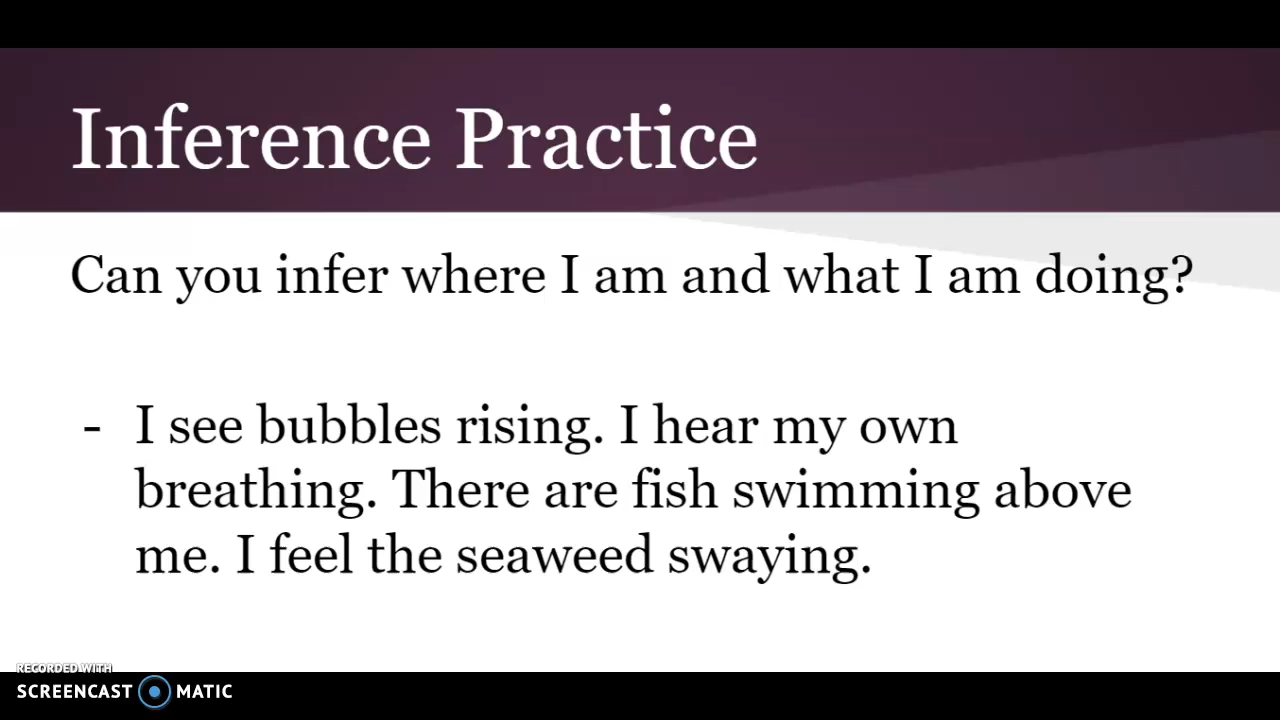 Inference Practice
Can you infer where I am and what I am doing?
- I see bubbles rising. I hear my own
breathing. There are fish swimming above
me. I feel the seaweed swaying.
RECORDED WITH
SCREENCAST MATIC